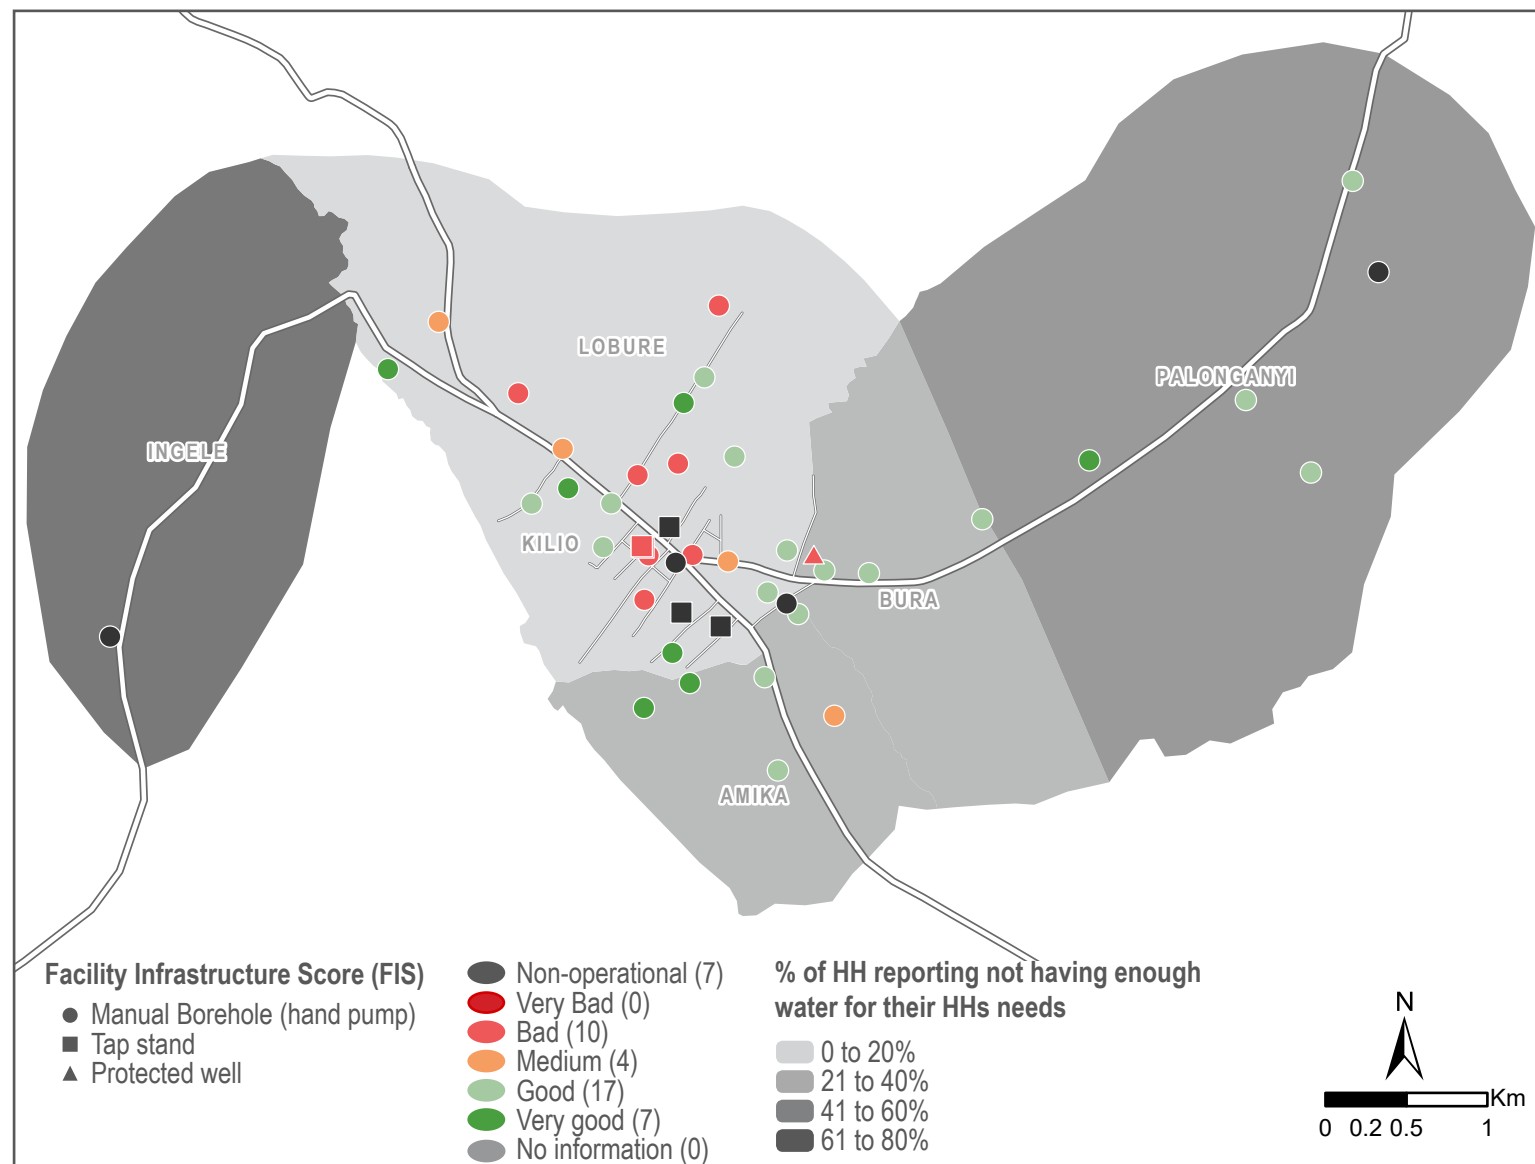 LOBURE
PALONGANYI
INGELE
KILIO
BURA
AMIKA
Facility Infrastructure Score (FIS)
Manual Borehole (hand pump)
Tap stand
Protected well
Non-operational (7)
Very Bad (0)
Bad (10)
Medium (4)
Good (17)
Very good (7)
No information (0)
% of HH reporting not having enough
water for their HHs needs
0 to 20%
21 to 40%
41 to 60%
61 to 80%
N
Km
0 0.2 0.5 1